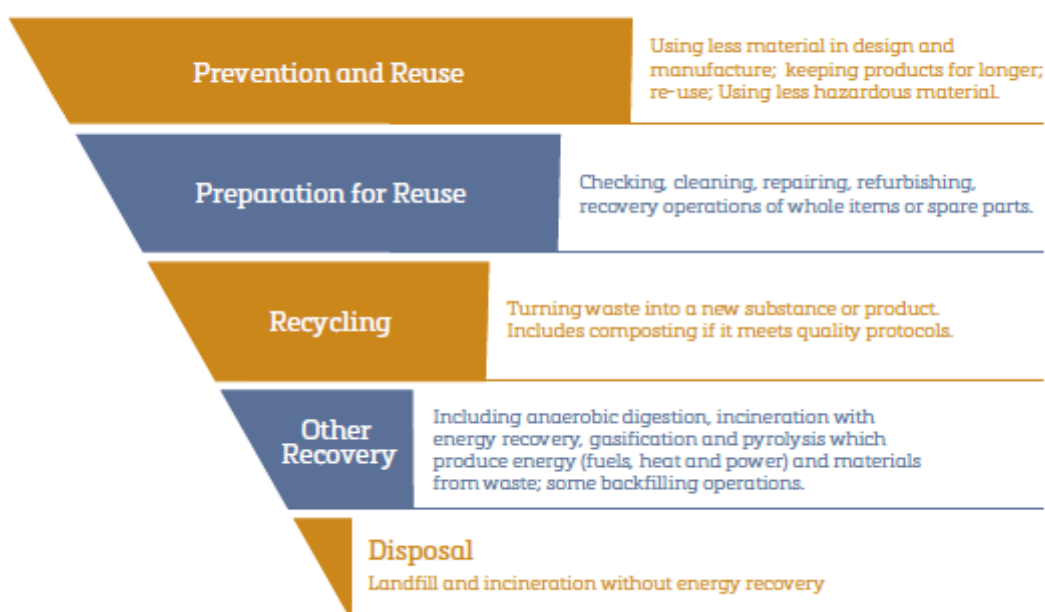 Prevention and Reuse
Using less material in design and
manufacture; keeping products for longer;
re-use; Using less hazardous material.
Preparation for Reuse
Checking, cleaning, repairing, refurbishing,
recovery operations of whole items or spare parts.
Recycling
Turning waste into a new substance or product.
Includes composting if it meets quality protocols.
Other
Recovery
Including anaerobic digestion, incineration with
energy recovery, gasification and pyrolysis which
produce energy (fuels, heat and power) and materials
from waste; some backfilling operations.
Disposal
Landfill and incineration without energy recovery